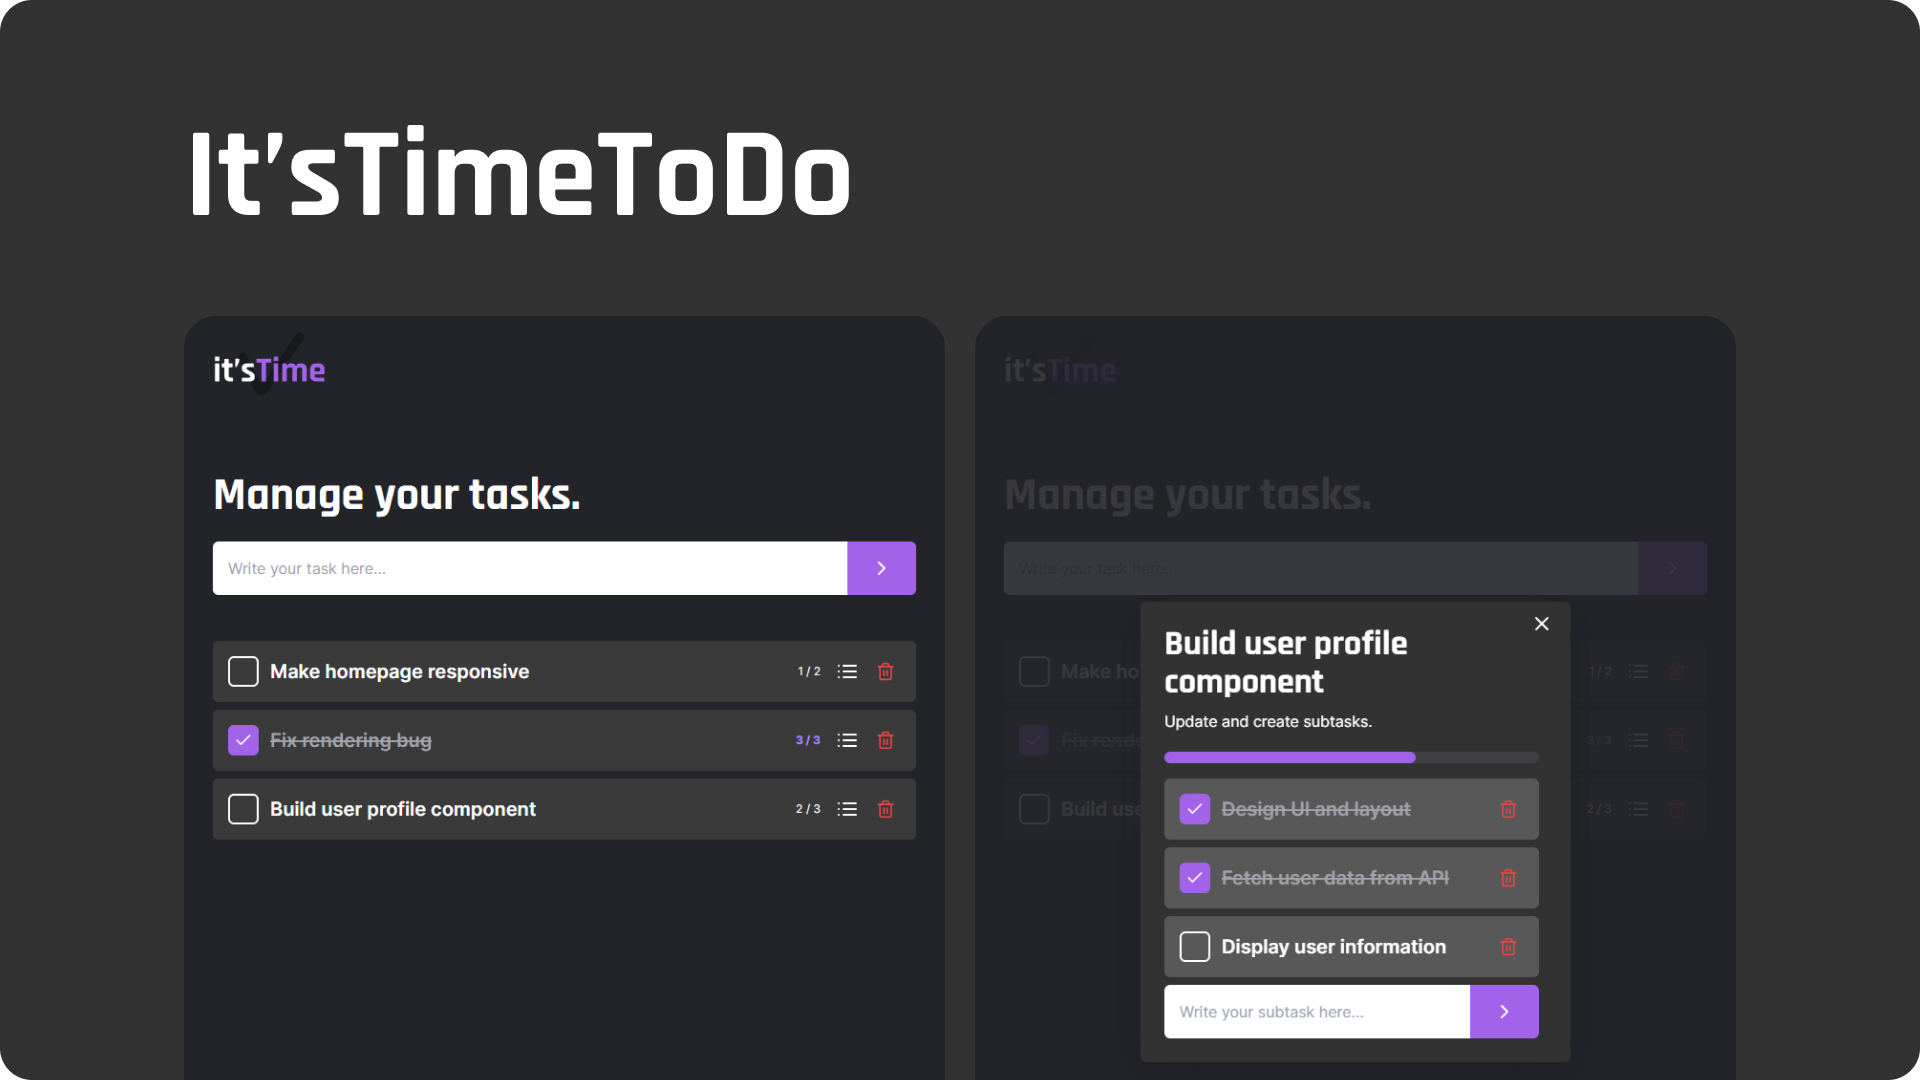 It'sTimeToDo
it'sTime
Manage your tasks.
Write your task here...
Make homepage responsive
1 / 2
Fix rendering bug
3 / 3
Build user profile component
2 / 3
it'sTime
Manage your tasks.
Write your task here...
Make ho
1 / 2
Fix rende
3 / 3
Build use
2 / 3
Build user profile
component
Update and create subtasks.
Design UI and layout
Fetch user data from API
Display user information
Write your subtask here...